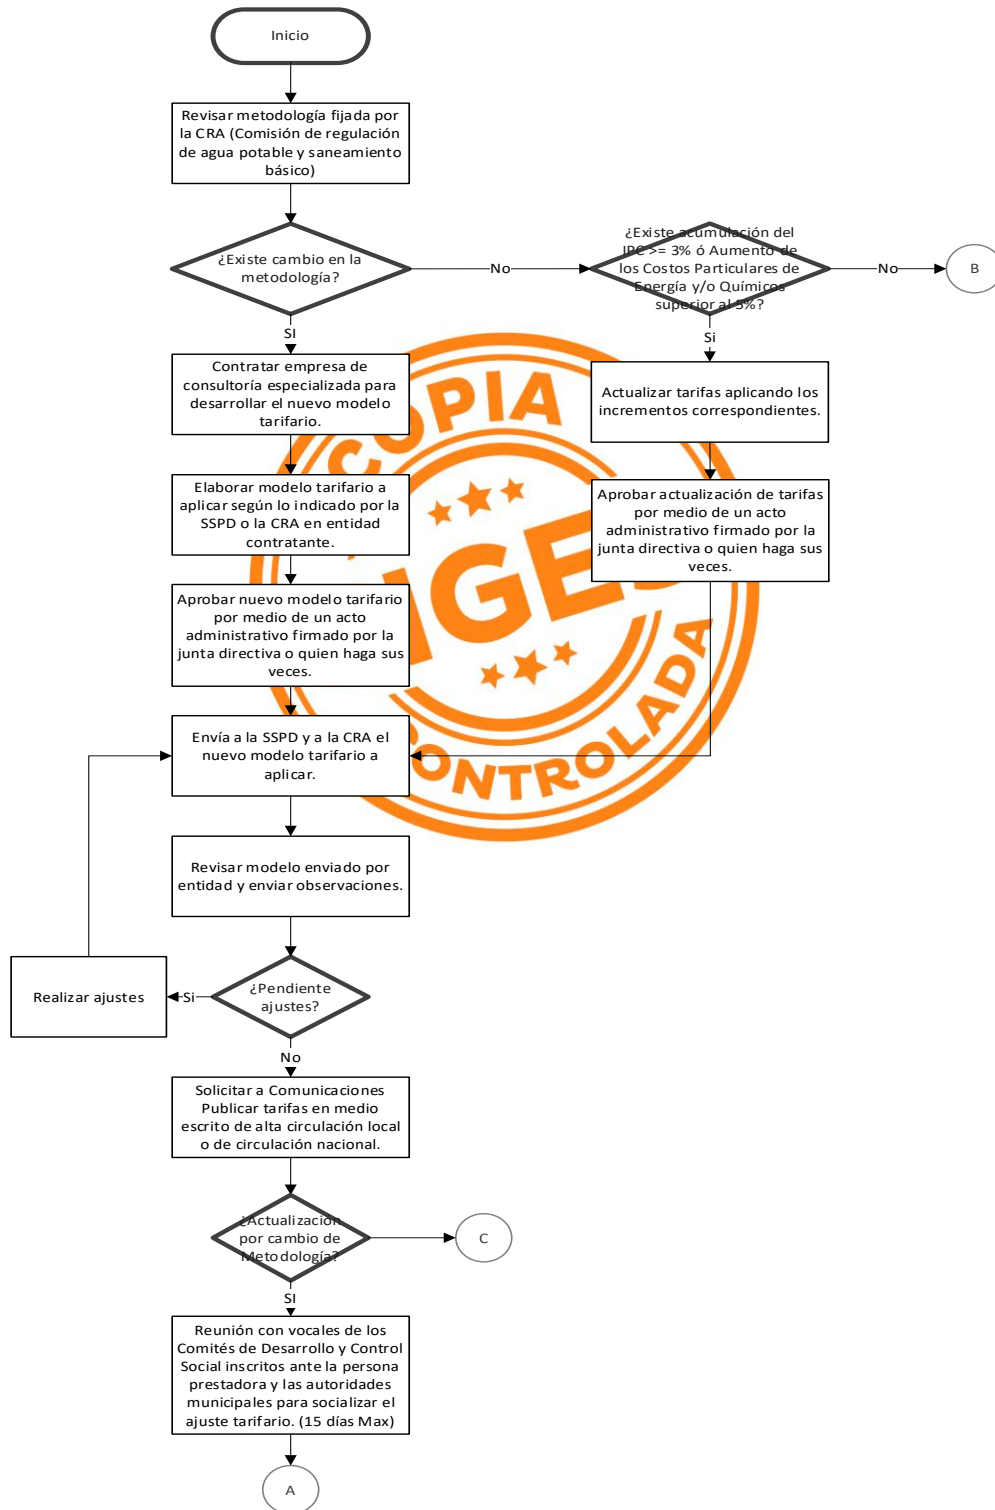 Inicio
Revisar metodología fijada por
la CRA (Comisión de regulación
de agua potable y saneamiento
básico)
¿Existe cambio en la
metodología?
No
¿Existe acumulación del
IPC >= 3% ó Aumento de
los Costos Particulares de
Energía y/o Químicos
superior al 5%?
No
B
SI
Si
Contratar empresa de
consultoría especializada para
desarrollar el nuevo modelo
tarifario.
Actualizar tarifas aplicando los
incrementos correspondientes.
Elaborar modelo tarifario a
aplicar según lo indicado por la
SSPD o la CRA en entidad
contratante.
Aprobar actualización de tarifas
por medio de un acto
administrativo firmado por la
junta directiva o quien haga sus
veces.
Aprobar nuevo modelo tarifario
por medio de un acto
administrativo firmado por la
junta directiva o quien haga sus
veces.
Envía a la SSPD y a la CRA el
nuevo modelo tarifario a
aplicar.
Revisar modelo enviado por
entidad y enviar observaciones.
¿Pendiente
ajustes?
Si
Realizar ajustes
No
Solicitar a Comunicaciones
Publicar tarifas en medio
escrito de alta circulación local
o de circulación nacional.
¿Actualización
por cambio de
Metodología?
C
SI
Reunión con vocales de los
Comités de Desarrollo y Control
Social inscritos ante la persona
prestadora y las autoridades
municipales para socializar el
ajuste tarifario. (15 días Max)
A
COPIA
CONTROLADA